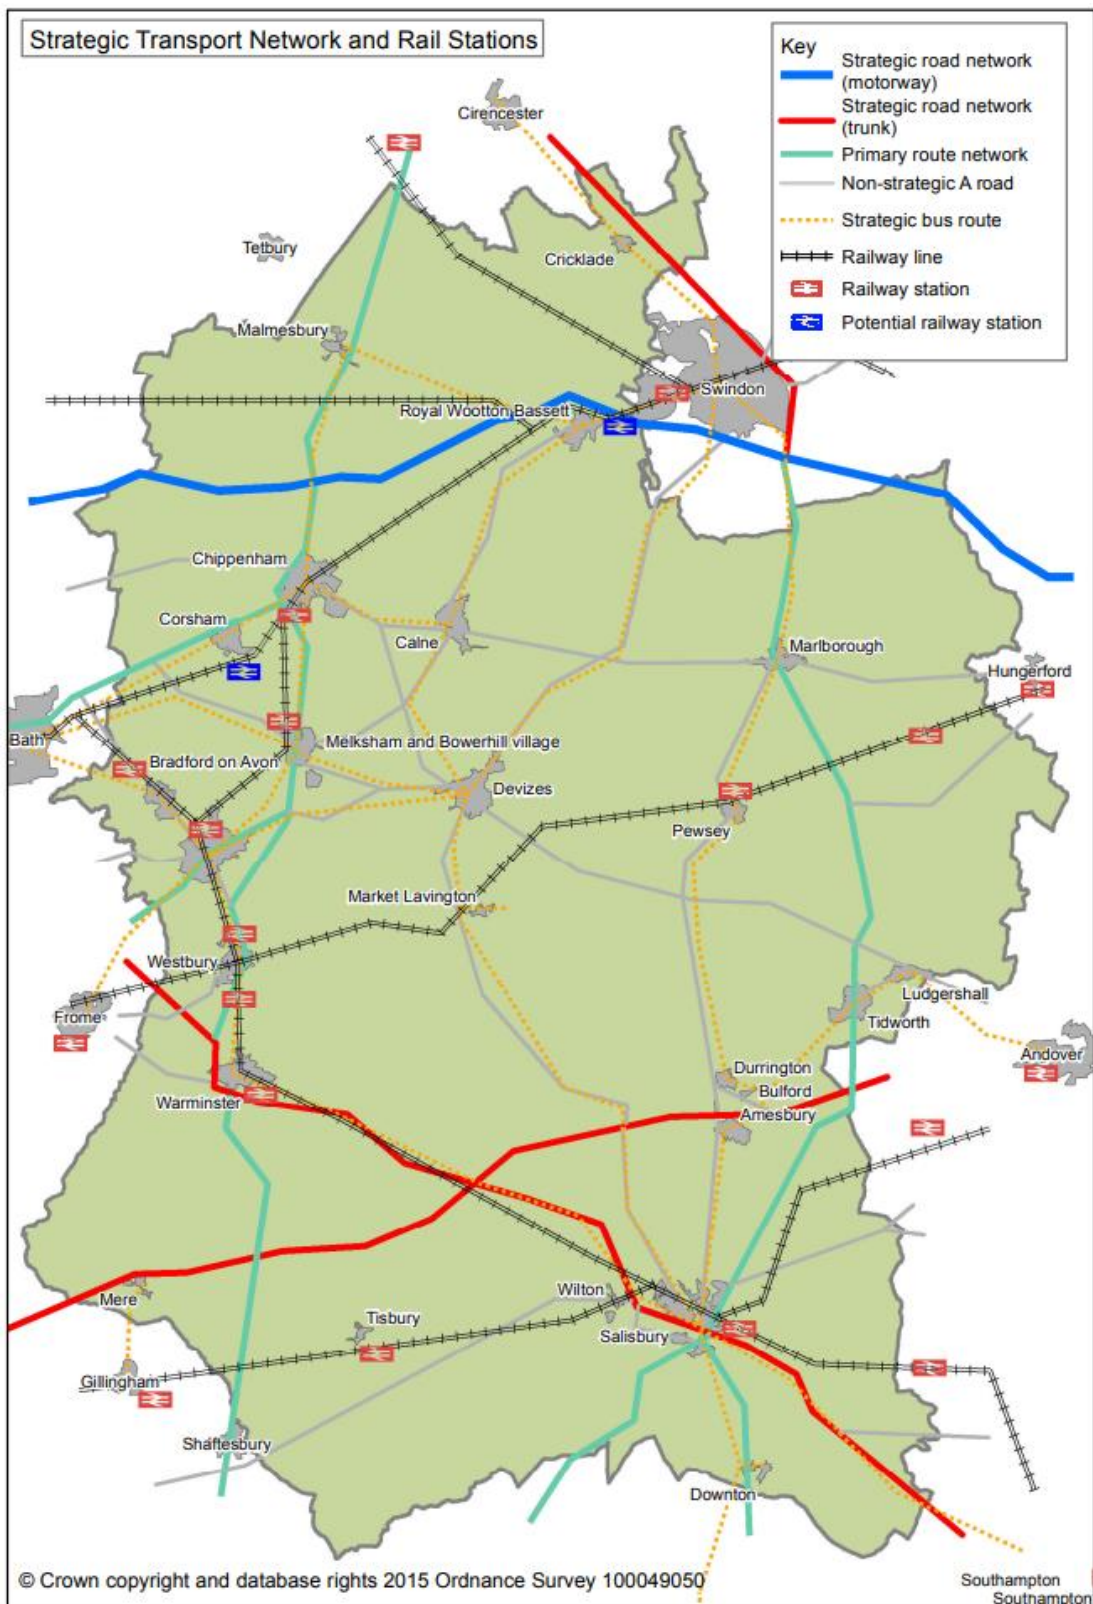 Strategic Transport Network and Rail Stations
Key
Strategic road network
(motorway)
Strategic road network
(trunk)
Primary route network
Non-strategic A road
Strategic bus route
Railway line
Railway station
Potential railway station
Cirencester
Tetbury
Cricklade
Malmesbury
Swindon
Royal Wootton Bassett
Chippenham
Corsham
Calne
Marlborough
Hungerford
Bath
Melksham and Bowerhill village
Bradford on Avon
Devizes
Pewsey
Market Lavington
Westbury
Ludgershall
Frome
Tidworth
Andover
Durrington
Bulford
Warminster
Amesbury
Mere
Wilton
Tisbury
Salisbury
Gillingham
Shaftesbury
Downton
© Crown copyright and database rights 2015 Ordnance Survey 100049050
Southampton
Southampton